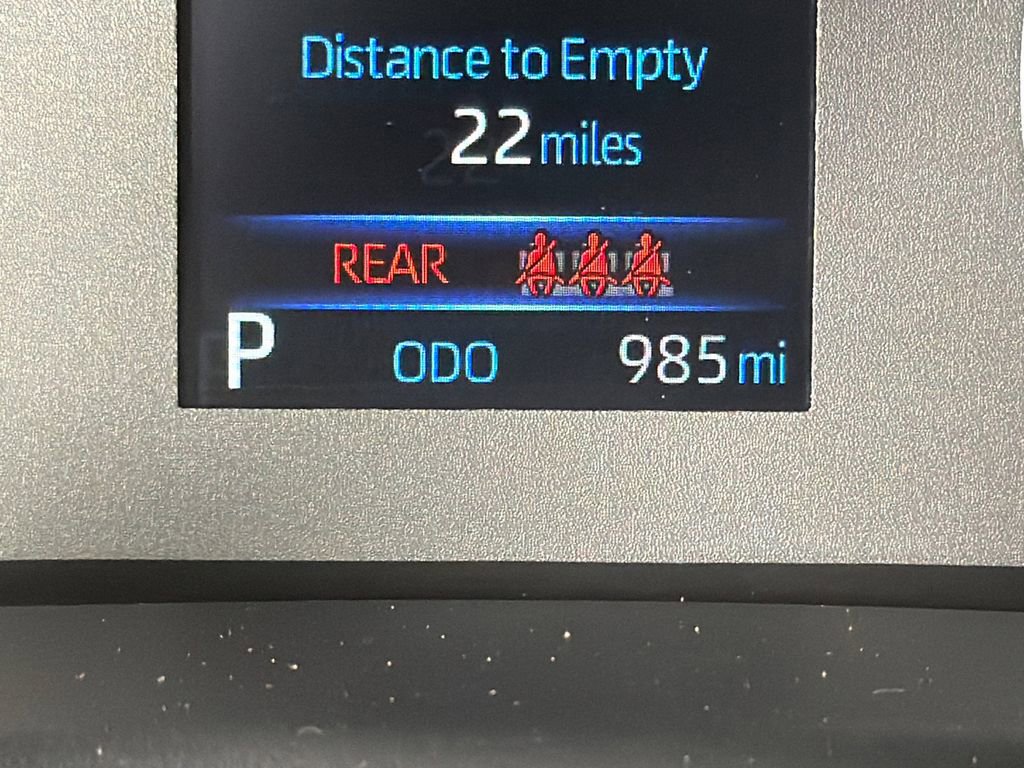 Distance to Empty
22 miles
REAR
P ODO 985 mi